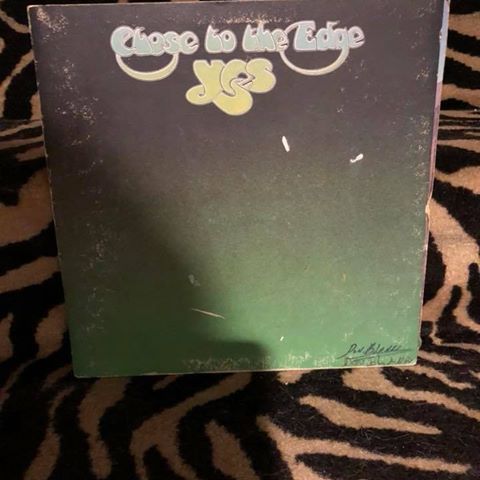 Close to the Edge
yes